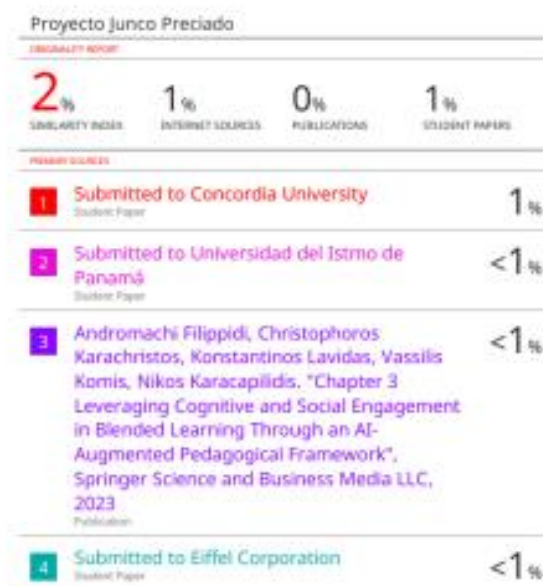 Proyecto Junco Preciado
ORIGINALITY REPORT
2%
1%
0%
1%
SIMILARITY INDEX
INTERNET SOURCES
PUBLICATIONS
STUDENT PAPERS
PRIMARY SOURCES
1 Submitted to Concordia University 1%
Student Paper
2 Submitted to Universidad del Istmo de <1%
Panamá
Student Paper
3 Andromachi Filippidi, Christophoros <1%
Karachristos, Konstantinos Lavidas, Vassilis
Komis, Nikos Karacapilidis. "Chapter 3
Leveraging Cognitive and Social Engagement
in Blended Learning Through an AI-
Augmented Pedagogical Framework",
Springer Science and Business Media LLC,
2023
Publication
4 Submitted to Eiffel Corporation <1%
Student Paper